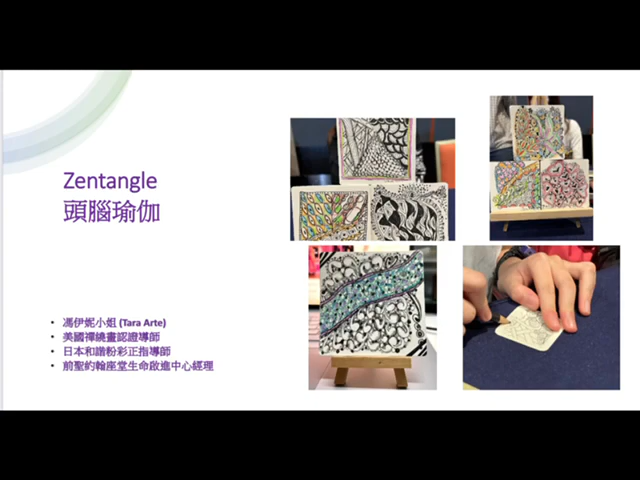 Zentangle
頭腦瑜伽
• 馮伊妮小姐 (Tara Arte)
• 美國禪繞畫認證導師
• 日本和諧粉彩正指導師
• 前聖約翰座堂生命啟進中心經理